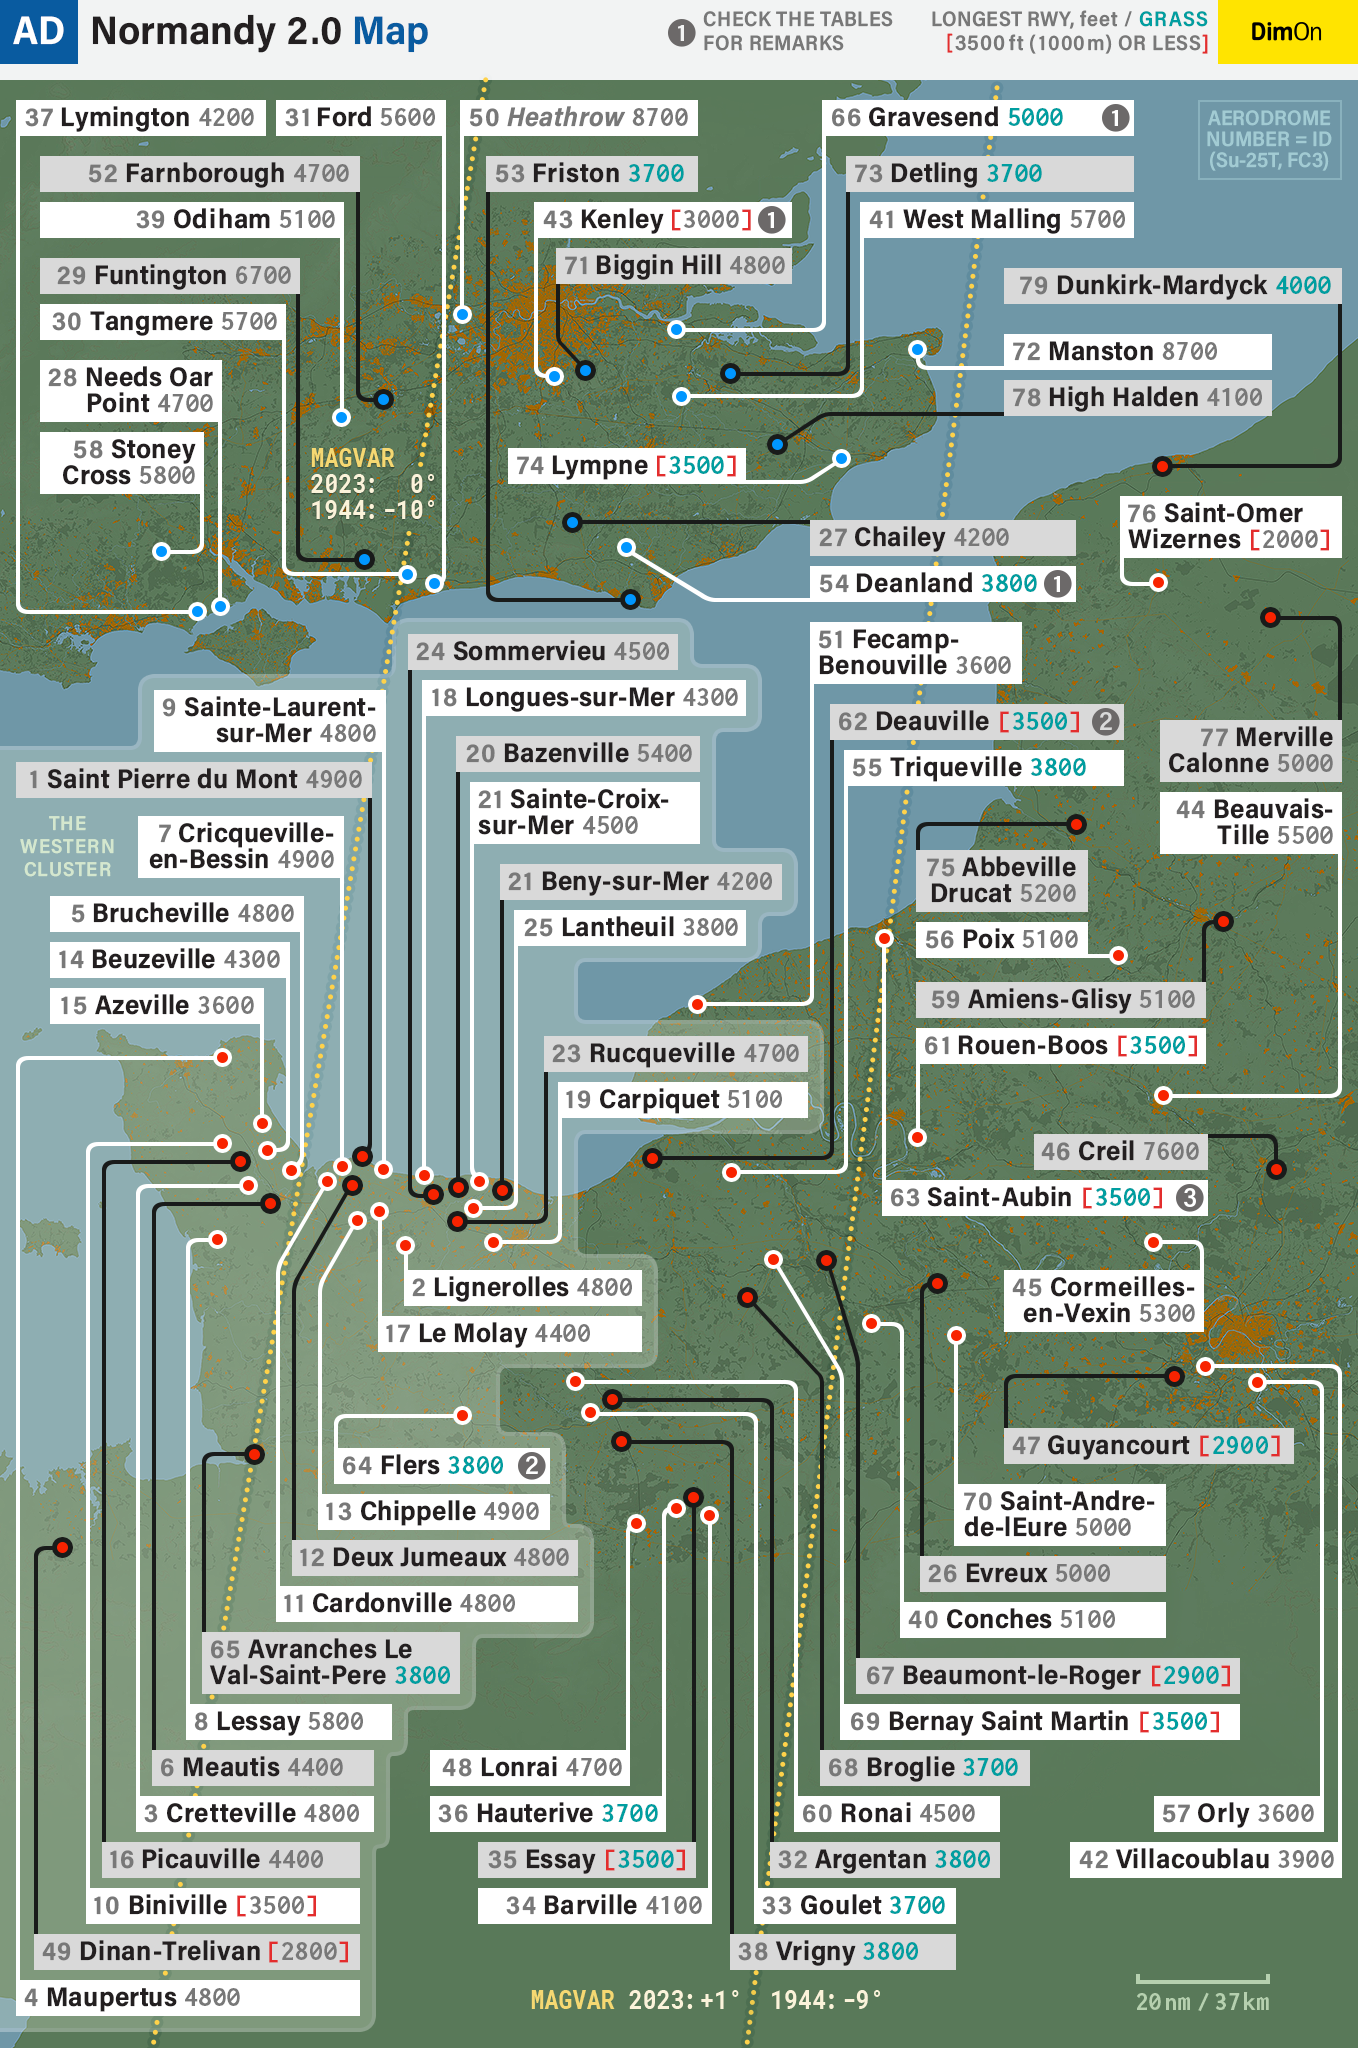 AD Normandy 2.0 Map
1 CHECK THE TABLES
FOR REMARKS
LONGEST RWY, feet / GRASS
[3500 ft (1000 m) OR LESS]
DimOn
37 Lymington 4200
31 Ford 5600
50 Heathrow 8700
66 Gravesend 5000 1
AERODROME
NUMBER = ID
(Su-25T, FC3)
52 Farnborough 4700
53 Friston 3700
73 Detling 3700
39 Odiham 5100
43 Kenley [3000] 1
41 West Malling 5700
29 Funtington 6700
71 Biggin Hill 4800
79 Dunkirk-Mardyck 4000
30 Tangmere 5700
72 Manston 8700
28 Needs Oar
Point 4700
78 High Halden 4100
58 Stoney
Cross 5800
MAGVAR
2023: 0°
1944: -10°
74 Lympne [3500]
76 Saint-Omer
Wizernes [2000]
27 Chailey 4200
54 Deanland 3800 1
24 Sommervieu 4500
51 Fecamp-
Benouville 3600
18 Longues-sur-Mer 4300
9 Sainte-Laurent-
sur-Mer 4800
62 Deauville [3500] 2
77 Merville
Calonne 5000
20 Bazenville 5400
55 Triqueville 3800
1 Saint Pierre du Mont 4900
21 Sainte-Croix-
sur-Mer 4500
44 Beauvais-
Tille 5500
THE
WESTERN
CLUSTER
7 Cricqueville-
en-Bessin 4900
21 Beny-sur-Mer 4200
75 Abbeville
Drucat 5200
5 Brucheville 4800
25 Lantheuil 3800
56 Poix 5100
14 Beuzeville 4300
59 Amiens-Glisy 5100
15 Azeville 3600
61 Rouen-Boos [3500]
23 Rucqueville 4700
19 Carpiquet 5100
46 Creil 7600
63 Saint-Aubin [3500] 3
2 Lignerolles 4800
45 Cormeilles-
en-Vexin 5300
17 Le Molay 4400
47 Guyancourt [2900]
64 Flers 3800 2
13 Chippelle 4900
70 Saint-Andre-
de-lEure 5000
12 Deux Jumeaux 4800
26 Evreux 5000
11 Cardonville 4800
40 Conches 5100
65 Avranches Le
Val-Saint-Pere 3800
67 Beaumont-le-Roger [2900]
8 Lessay 5800
69 Bernay Saint Martin [3500]
6 Meautis 4400
48 Lonrai 4700
68 Broglie 3700
3 Cretteville 4800
36 Hauterive 3700
60 Ronai 4500
57 Orly 3600
16 Picauville 4400
35 Essay [3500]
32 Argentan 3800
42 Villacoublau 3900
10 Biniville [3500]
34 Barville 4100
33 Goulet 3700
49 Dinan-Trelivan [2800]
38 Vrigny 3800
4 Maupertus 4800
MAGVAR 2023: +1° 1944: -9°
20 nm / 37 km